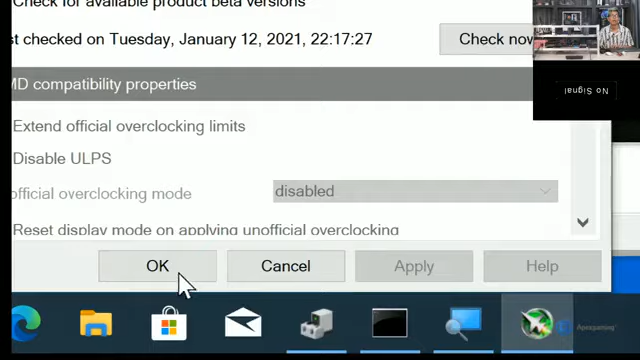 Check for available product beta versions
st checked on Tuesday, January 12, 2021, 22:17:27
Check now
MD compatibility properties
Extend official overclocking limits
Disable ULPS
official overclocking mode
disabled
Reset display mode on applying unofficial overclocking
OK
Cancel
Apply
Help
No Signal